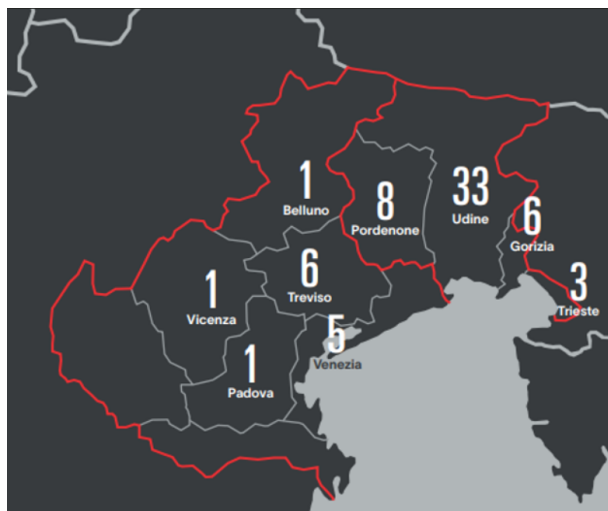 1
Belluno
8
Pordenone
33
Udine
6
Gorizia
3
Trieste
1
Vicenza
6
Treviso
5
Venezia
1
Padova